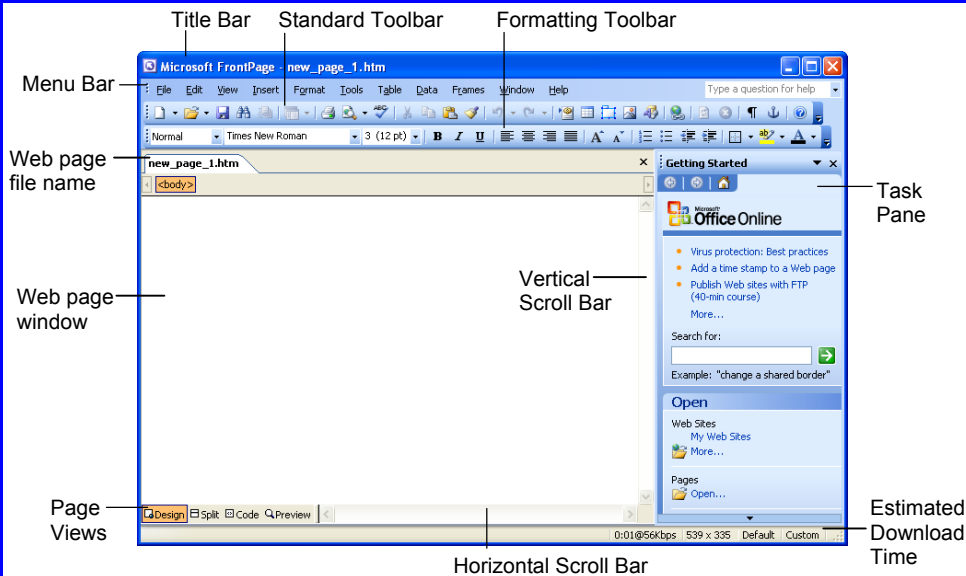 Title Bar
Standard Toolbar
Formatting Toolbar
Microsoft FrontPage - new_page_1.htm
Menu Bar
File Edit View Insert Format Tools Table Data Frames Window Help
Type a question for help
ABC
Normal
Times New Roman
3 (12 pt)
B I U
A A
ab
A
Web page
file name
new_page_1.htm
<body>
Getting Started
Task
Pane
Microsoft
Office Online
Virus protection: Best practices
Add a time stamp to a Web page
Publish Web sites with FTP
(40-min course)
More...
Vertical
Scroll Bar
Web page
window
Search for:
Example: "change a shared border"
Open
Web Sites
My Web Sites
More...
Pages
Open...
Page
Views
Design Split Code Preview
0:01@56Kbps 539 x 335 Default Custom
Estimated
Download
Time
Horizontal Scroll Bar